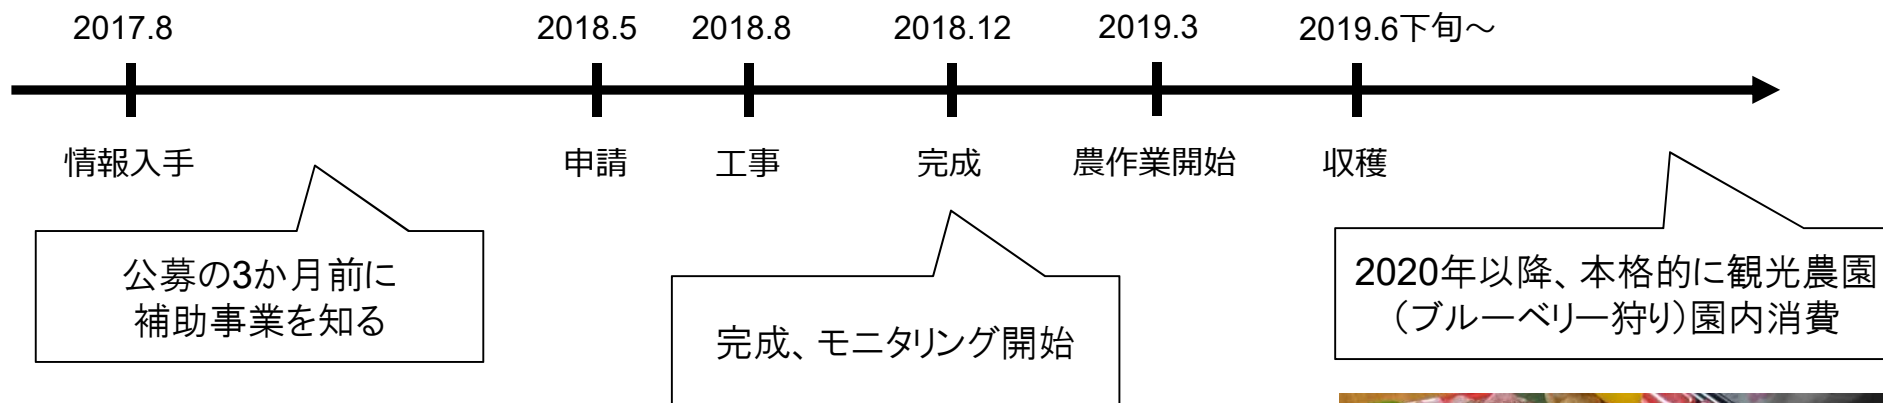 2017.8
2018.5
2018.8
2018.12
2019.3
2019.6下旬～
情報入手
申請
工事
完成
農作業開始
収穫
公募の3か月前に
補助事業を知る
完成、モニタリング開始
2020年以降、本格的に観光農園
（ブルーベリー狩り）園内消費